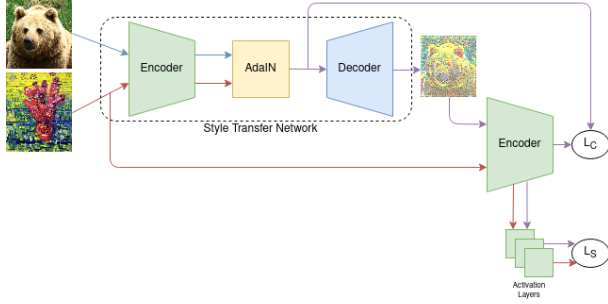 Encoder
AdaIN
Decoder
Style Transfer Network
Encoder
L_C
L_S
Activation
Layers